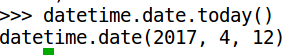 >>> datetime.date.today()
datetime.date(2017, 4, 12)